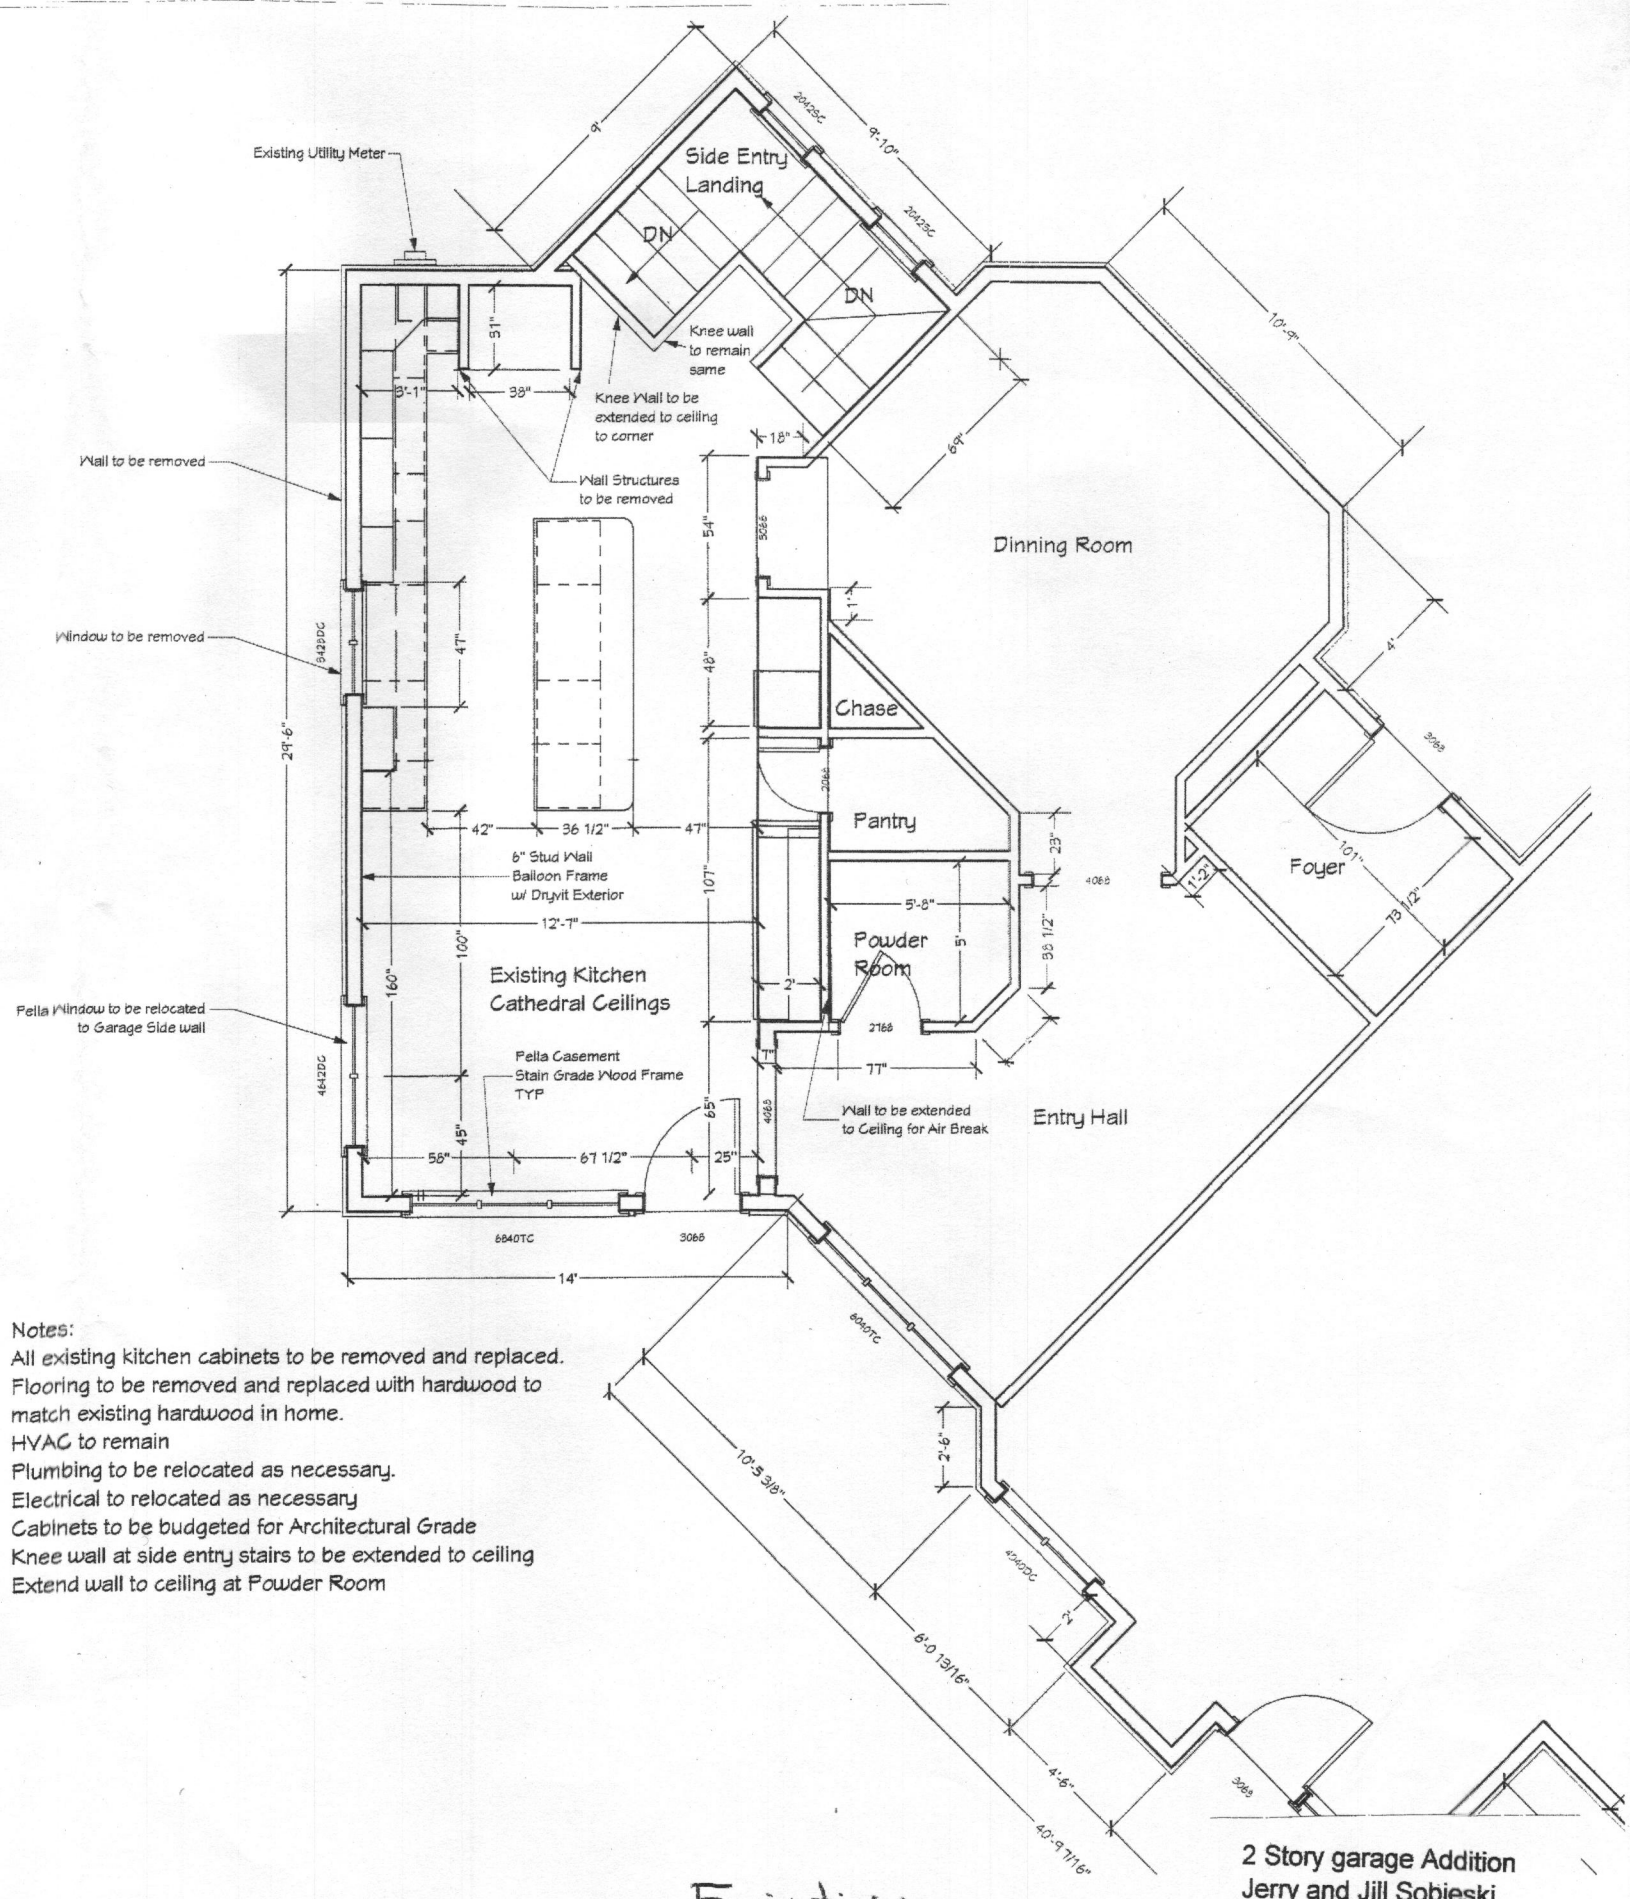 9'
2042SC
9'-10"
Existing Utility Meter
Side Entry
Landing
2042SC
DN
DN
10'-9"
31"
Knee wall
to remain
same
3'-1"
38"
Knee Wall to be
extended to ceiling
to corner
18"
69"
Wall to be removed
Wall Structures
to be removed
54"
5068
Dinning Room
1'
Window to be removed
47"
48"
4'
Chase
29'-6"
2068
3068
42"
36 1/2"
47"
Pantry
23"
101"
6" Stud Wall
Balloon Frame
w/ Dryvit Exterior
107"
4068
Foyer
1'-2"
73 1/2"
5'-8"
12'-7"
100"
Powder
Room
5'
38 1/2"
160"
Existing Kitchen
Cathedral Ceilings
2'
Pella Window to be relocated
to Garage Side wall
2768
Pella Casement
Stain Grade Wood Frame
TYP
7"
77"
4642DC
65"
4068
Wall to be extended
to Ceiling for Air Break
Entry Hall
45"
58"
67 1/2"
25"
6840TC
3068
14'
6040TC
Notes:
All existing kitchen cabinets to be removed and replaced.
Flooring to be removed and replaced with hardwood to
match existing hardwood in home.
HVAC to remain
Plumbing to be relocated as necessary.
Electrical to relocated as necessary
Cabinets to be budgeted for Architectural Grade
Knee wall at side entry stairs to be extended to ceiling
Extend wall to ceiling at Powder Room
2'-6"
10'-5 3/8"
4040DC
2'
6'-0 13/16"
4'-6"
3068
40'-9 7/16"
2 Story garage Addition
Jerry and Jill Sobieski